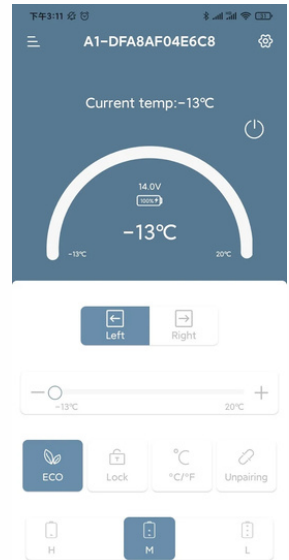 下午3:11
A1-DFA8AF04E6C8
Current temp:-13℃
14.0V
100%
-13℃
-13℃ 20℃
Left Right
-13℃ 20℃
ECO Lock °C/°F Unpairing
H M L